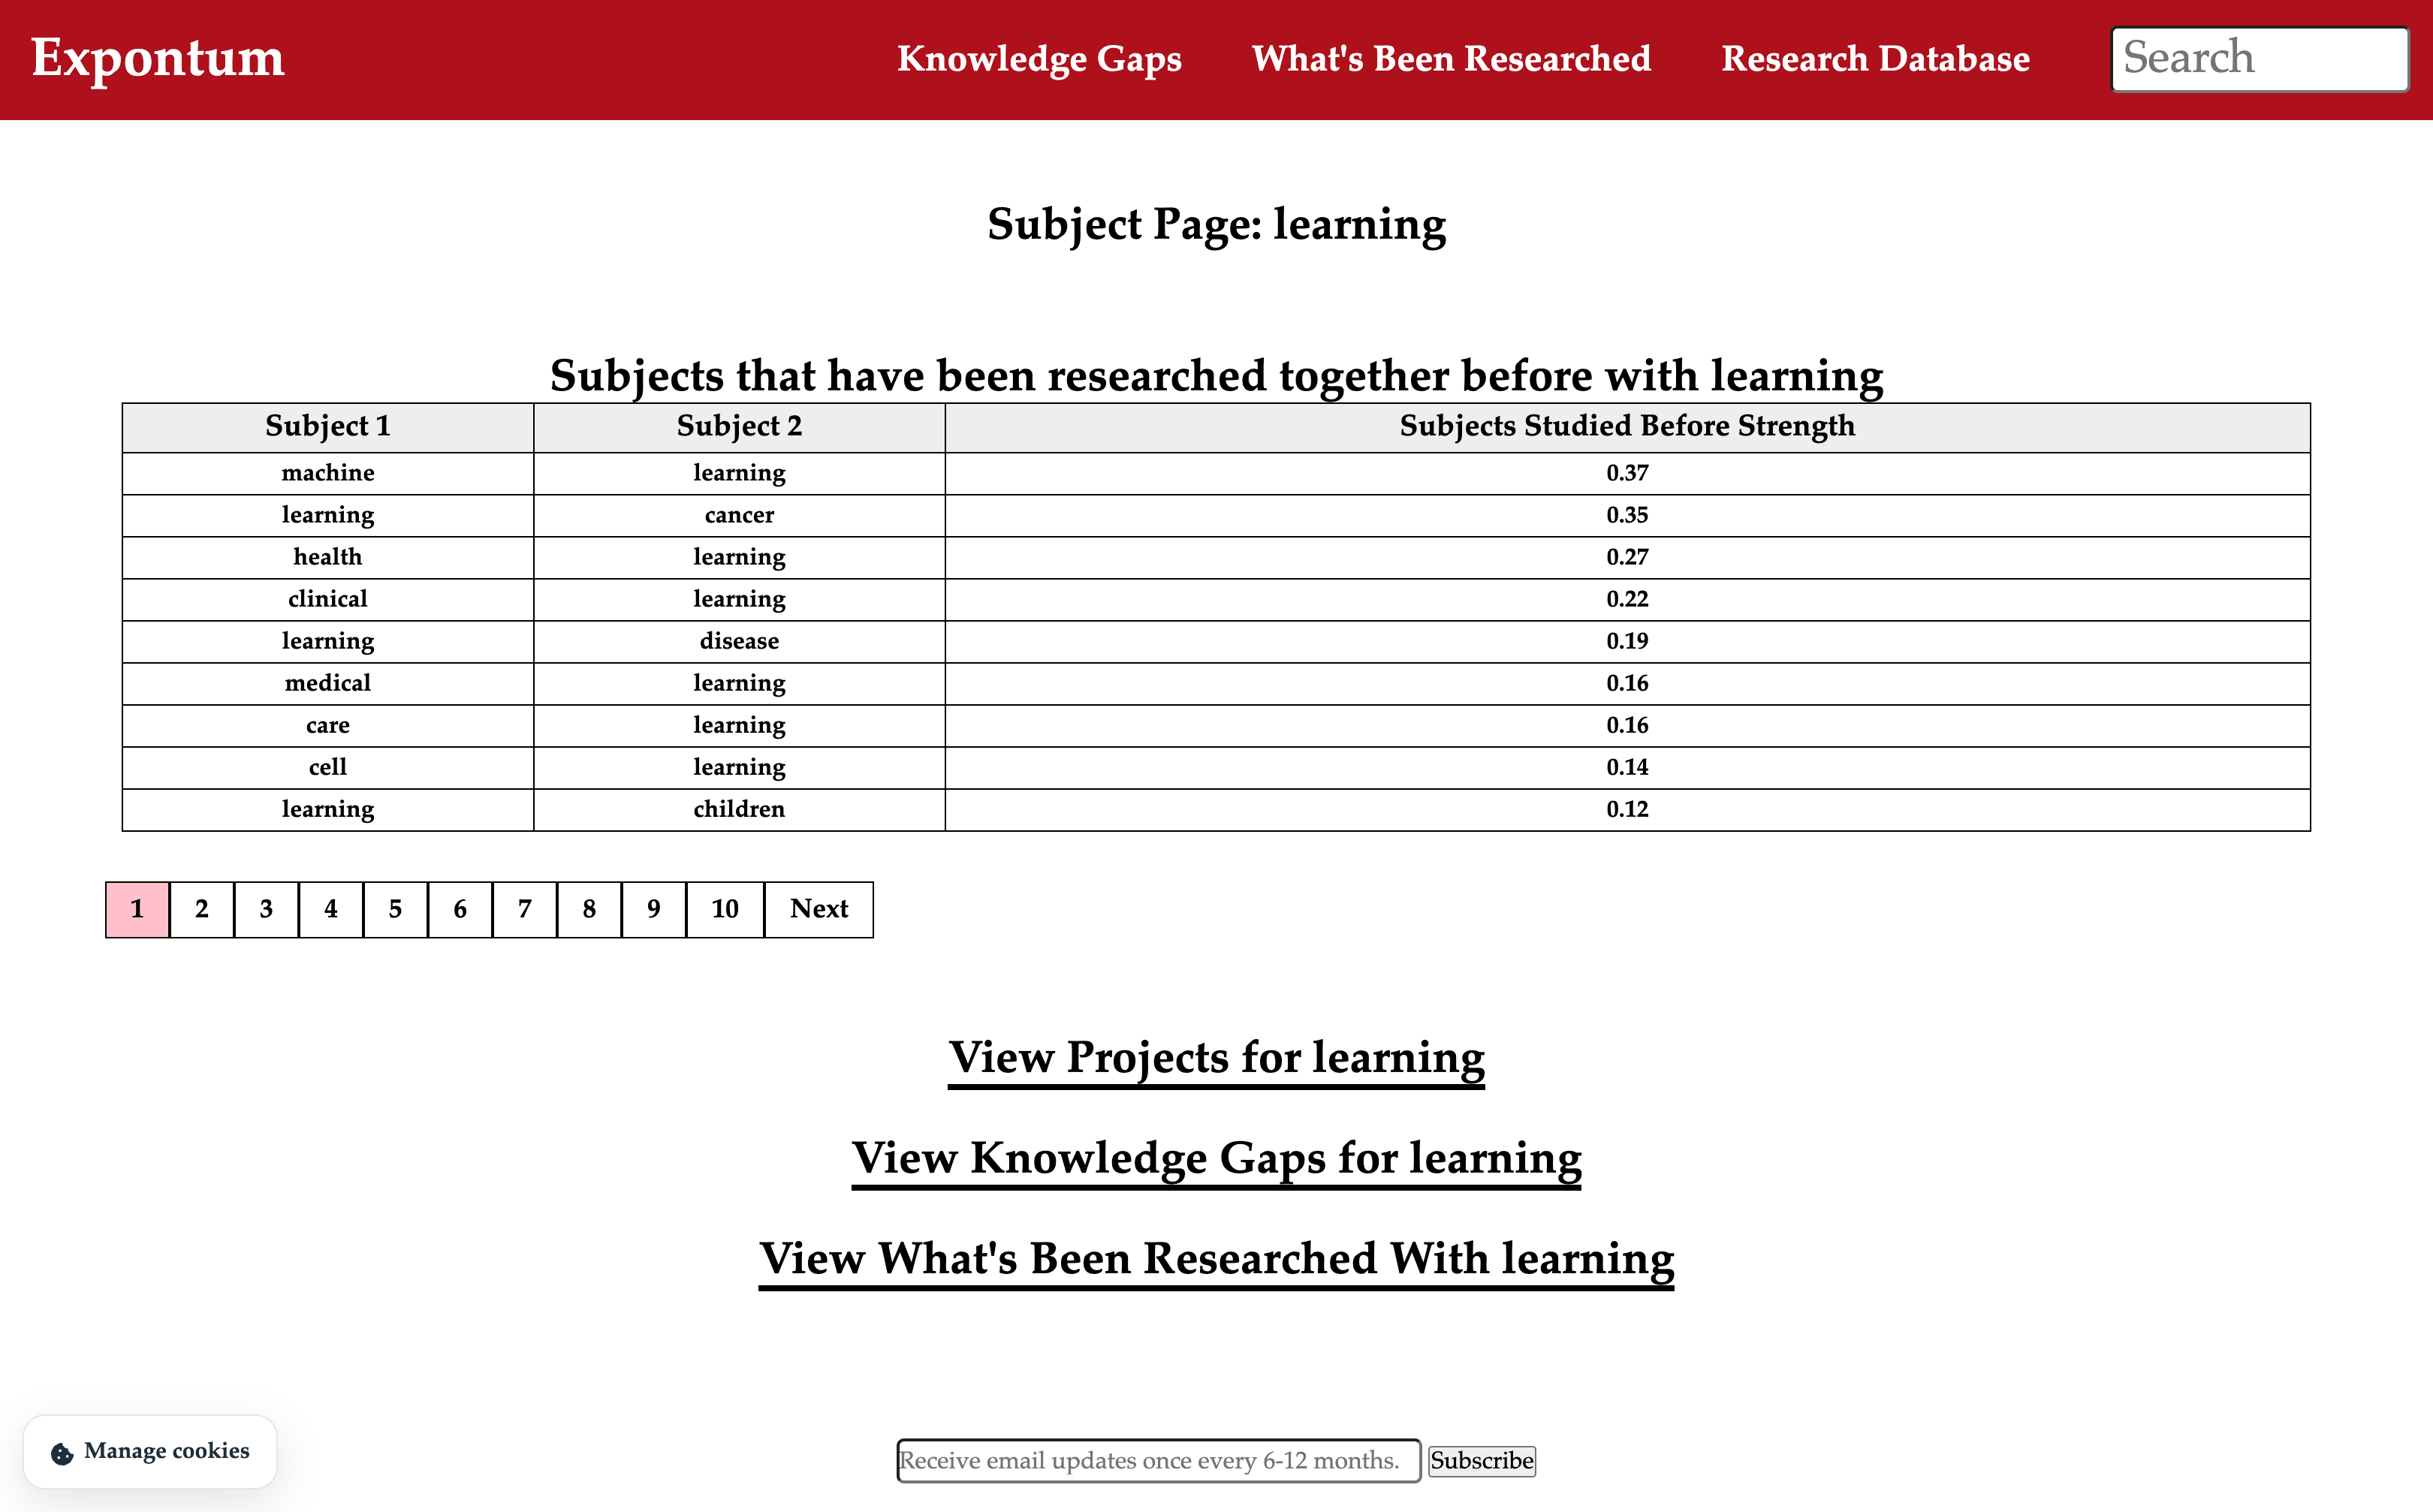 Expontum
Knowledge Gaps
What's Been Researched
Research Database
Search
Subject Page: learning
Subjects that have been researched together before with learning
Subject 1 Subject 2 Subjects Studied Before Strength
machine learning 0.37
learning cancer 0.35
health learning 0.27
clinical learning 0.22
learning disease 0.19
medical learning 0.16
care learning 0.16
cell learning 0.14
learning children 0.12
1 2 3 4 5 6 7 8 9 10 Next
View Projects for learning
View Knowledge Gaps for learning
View What's Been Researched With learning
Manage cookies
Receive email updates once every 6-12 months. Subscribe